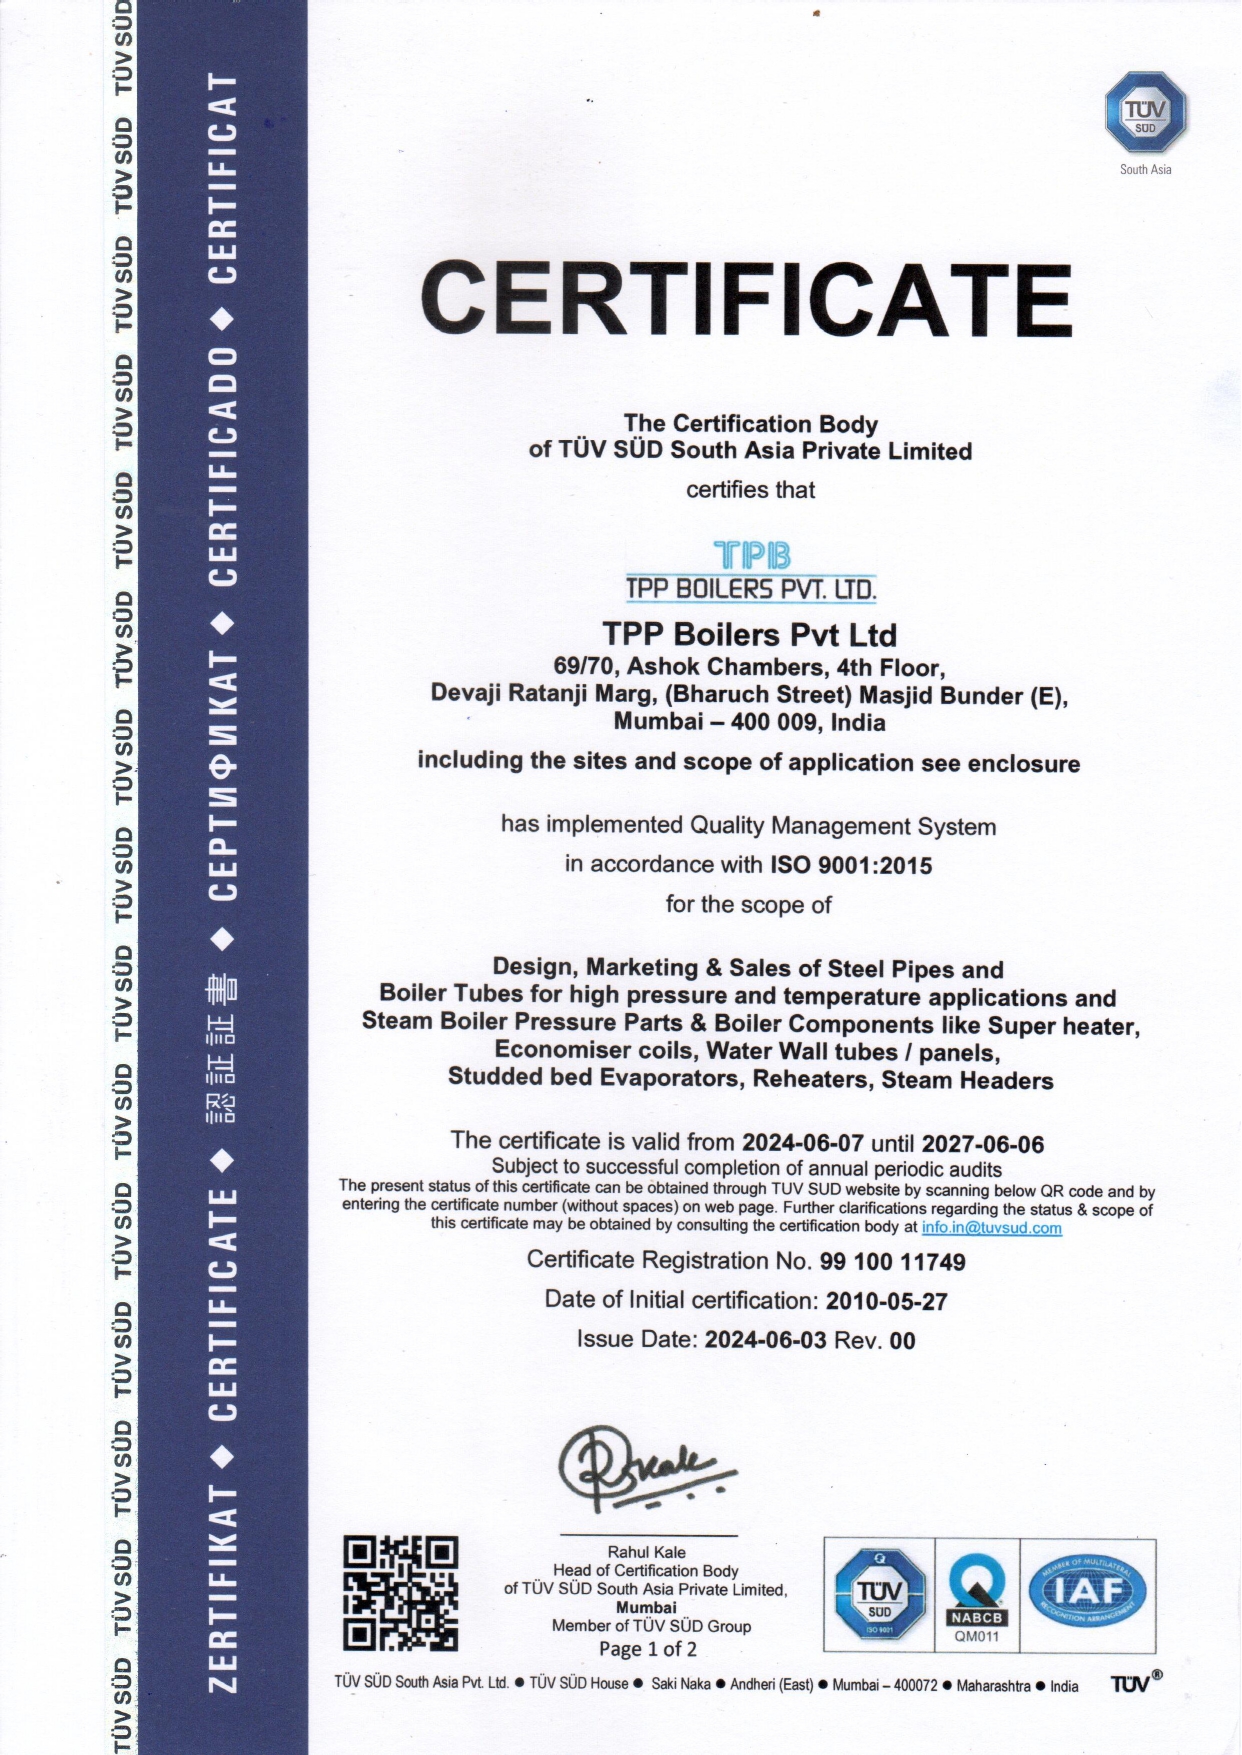 TÜV SÜD TÜV SÜD TÜV SÜD TÜV SÜD TÜV SÜD TÜV SÜD TÜV SÜD TÜV SÜD TÜV SÜD TÜV SÜD TÜV SÜD TÜV SÜD TÜV SÜD TÜV SÜD TÜV SÜD
ZERTIFIKAT ◆ CERTIFICATE ◆ 認証証書 ◆ СЕРТИФИКАТ ◆ CERTIFICADO ◆ CERTIFICAT
TÜV
SÜD
South Asia
CERTIFICATE
The Certification Body
of TÜV SÜD South Asia Private Limited
certifies that
TPB
TPP BOILERS PVT. LTD.
TPP Boilers Pvt Ltd
69/70, Ashok Chambers, 4th Floor,
Devaji Ratanji Marg, (Bharuch Street) Masjid Bunder (E),
Mumbai – 400 009, India
including the sites and scope of application see enclosure
has implemented Quality Management System
in accordance with ISO 9001:2015
for the scope of
Design, Marketing & Sales of Steel Pipes and
Boiler Tubes for high pressure and temperature applications and
Steam Boiler Pressure Parts & Boiler Components like Super heater,
Economiser coils, Water Wall tubes / panels,
Studded bed Evaporators, Reheaters, Steam Headers
The certificate is valid from 2024-06-07 until 2027-06-06
Subject to successful completion of annual periodic audits
The present status of this certificate can be obtained through TUV SUD website by scanning below QR code and by
entering the certificate number (without spaces) on web page. Further clarifications regarding the status & scope of
this certificate may be obtained by consulting the certification body at info.in@tuvsud.com
Certificate Registration No. 99 100 11749
Date of Initial certification: 2010-05-27
Issue Date: 2024-06-03 Rev. 00
RKale
Rahul Kale
Head of Certification Body
of TÜV SÜD South Asia Private Limited,
Mumbai
Member of TÜV SÜD Group
Page 1 of 2
Q
TÜV
SÜD
ISO 9001
NABCB
QM011
MEMBER OF MULTILATERAL
IAF
RECOGNITION ARRANGEMENT
TÜV SÜD South Asia Pvt. Ltd. ● TÜV SÜD House ● Saki Naka ● Andheri (East) ● Mumbai – 400072 ● Maharashtra ● India
TÜV®